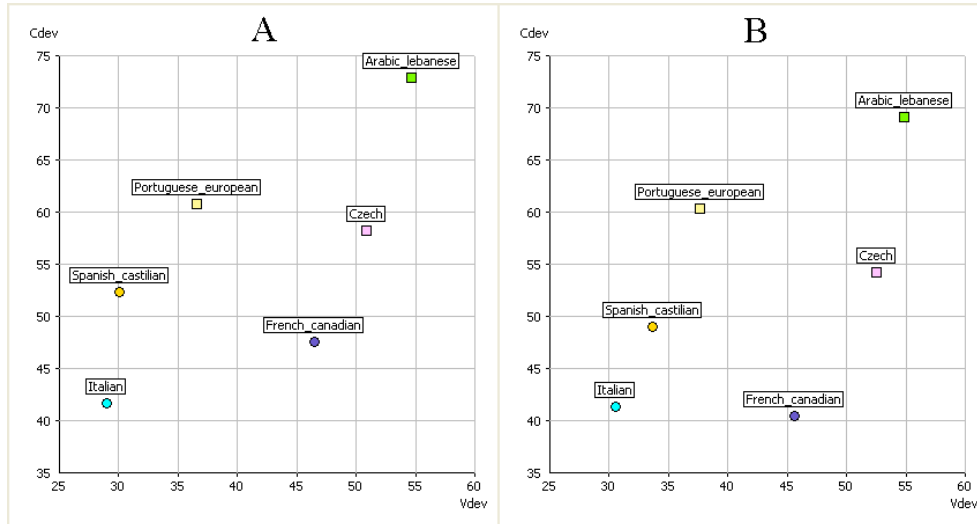 A
Cdev
75
70
65
60
55
50
45
40
35
25 30 35 40 45 50 55 60
Vdev
Arabic_lebanese
Portuguese_european
Czech
Spanish_castilian
French_canadian
Italian
B
Cdev
75
70
65
60
55
50
45
40
35
25 30 35 40 45 50 55 60
Vdev
Arabic_lebanese
Portuguese_european
Czech
Spanish_castilian
Italian
French_canadian